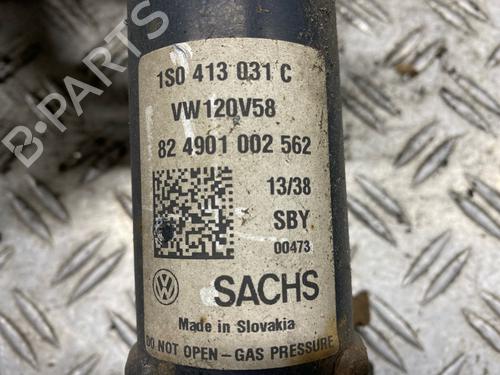 1S0 413 031 C
VW120V58
82 4901 002 562
13/38
SBY
00473
VW
SACHS
Made in Slovakia
DO NOT OPEN - GAS PRESSURE